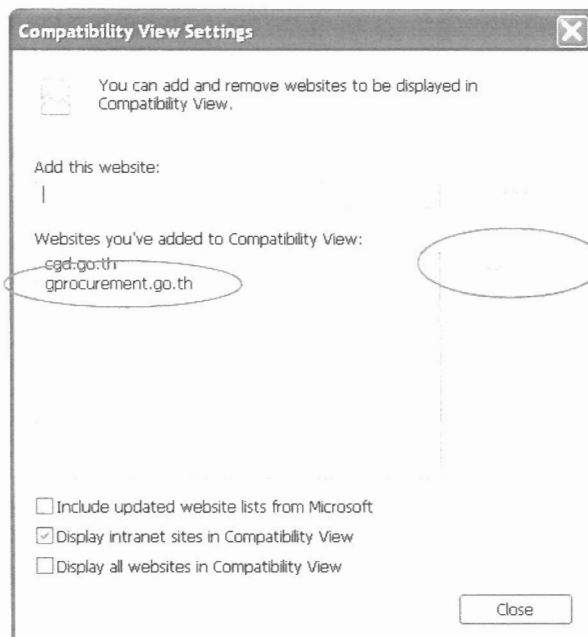 Compatibility View Settings
You can add and remove websites to be displayed in
Compatibility View.
Add this website:
Websites you've added to Compatibility View:
cgd.go.th
gprocurement.go.th
Include updated website lists from Microsoft
Display intranet sites in Compatibility View
Display all websites in Compatibility View
Close